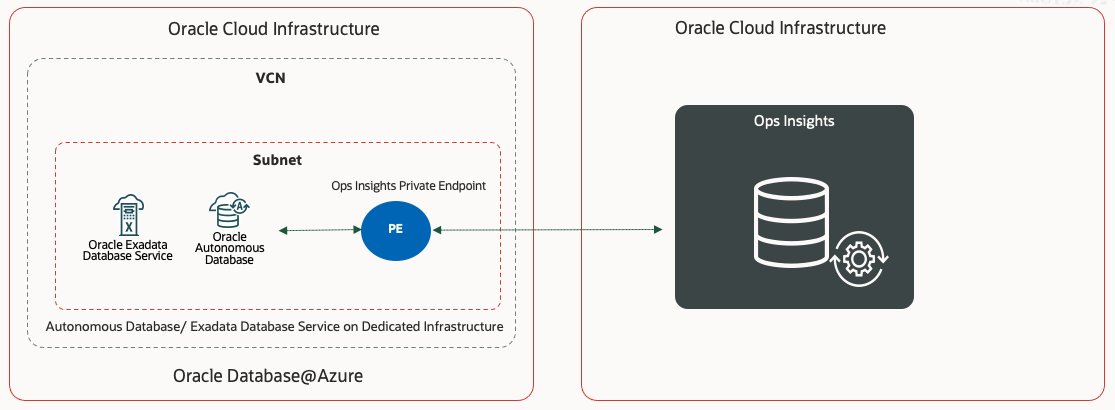 Oracle Cloud Infrastructure
VCN
Subnet
Ops Insights Private Endpoint
X
A
PE
Oracle Exadata
Database Service
Oracle
Autonomous
Database
Autonomous Database/ Exadata Database Service on Dedicated Infrastructure
Oracle Database@Azure
Oracle Cloud Infrastructure
Ops Insights